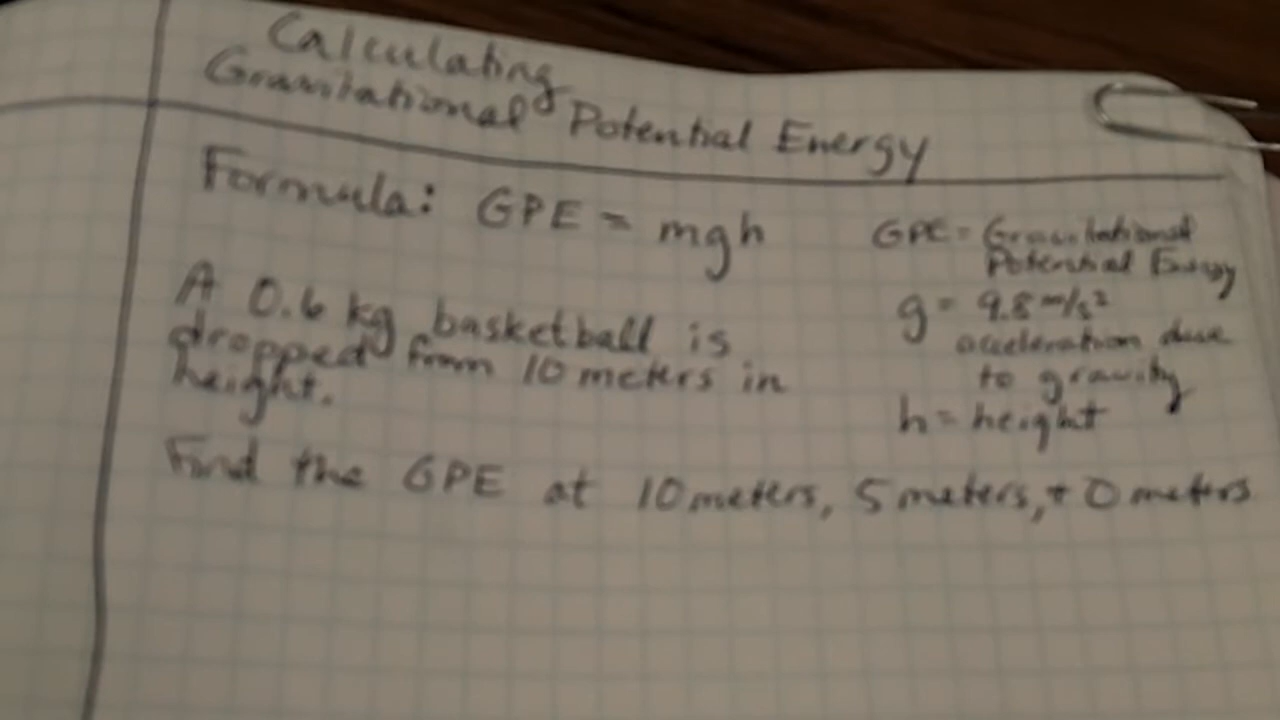 Calculating
Gravitational Potential Energy
Formula: GPE = mgh
GPE = Gravitational
Potential Energy
g = 9.8 m/s²
acceleration due
to gravity
h = height
A 0.6 kg basketball is
dropped from 10 meters in
height.
Find the GPE at 10 meters, 5 meters, + 0 meters